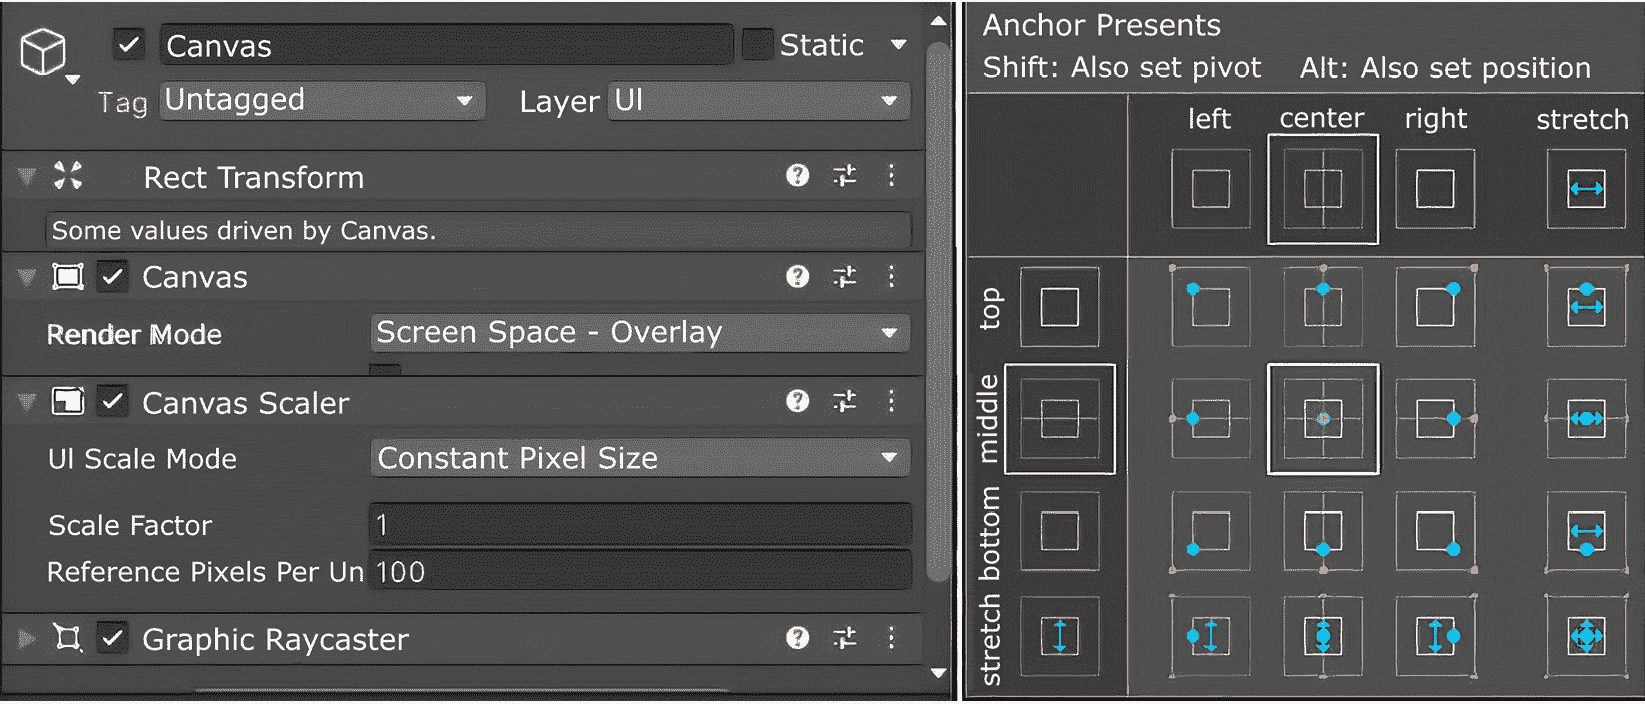 Canvas
Static
Tag Untagged Layer UI
Rect Transform
Some values driven by Canvas.
Canvas
Render Mode Screen Space - Overlay
Canvas Scaler
UI Scale Mode Constant Pixel Size
Scale Factor 1
Reference Pixels Per Un 100
Graphic Raycaster
Anchor Presents
Shift: Also set pivot Alt: Also set position
left center right stretch
top
middle
bottom
stretch